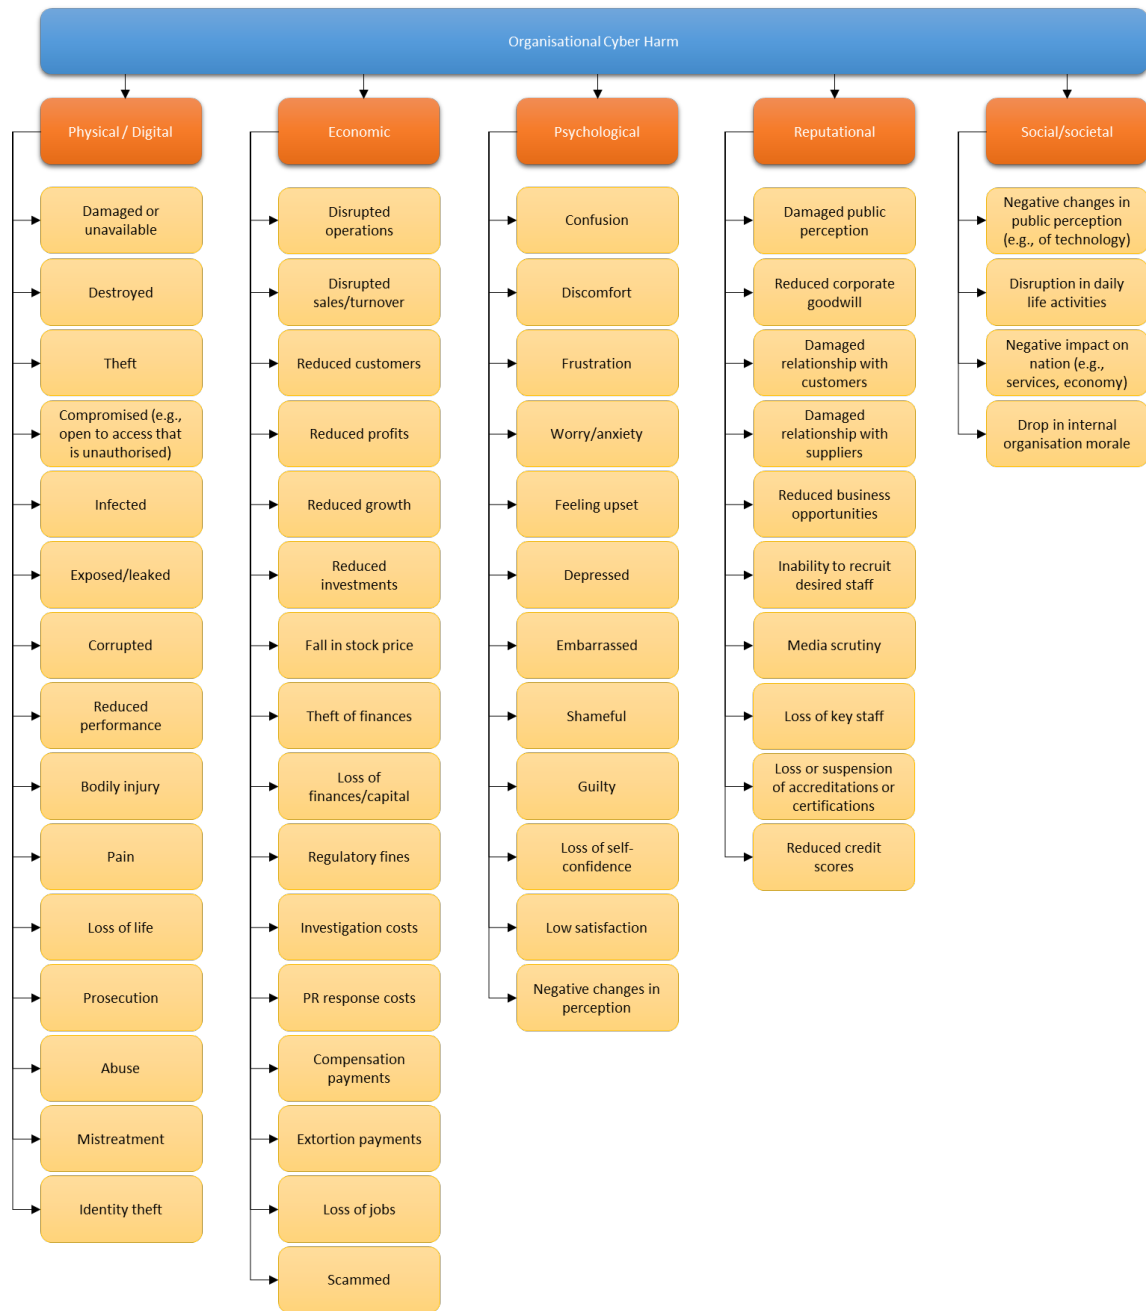 Organisational Cyber Harm
Physical / Digital
Damaged or
unavailable
Destroyed
Theft
Compromised (e.g.,
open to access that
is unauthorised)
Infected
Exposed/leaked
Corrupted
Reduced
performance
Bodily injury
Pain
Loss of life
Prosecution
Abuse
Mistreatment
Identity theft
Economic
Disrupted
operations
Disrupted
sales/turnover
Reduced customers
Reduced profits
Reduced growth
Reduced
investments
Fall in stock price
Theft of finances
Loss of
finances/capital
Regulatory fines
Investigation costs
PR response costs
Compensation
payments
Extortion payments
Loss of jobs
Scammed
Psychological
Confusion
Discomfort
Frustration
Worry/anxiety
Feeling upset
Depressed
Embarrassed
Shameful
Guilty
Loss of self-
confidence
Low satisfaction
Negative changes in
perception
Reputational
Damaged public
perception
Reduced corporate
goodwill
Damaged
relationship with
customers
Damaged
relationship with
suppliers
Reduced business
opportunities
Inability to recruit
desired staff
Media scrutiny
Loss of key staff
Loss or suspension
of accreditations or
certifications
Reduced credit
scores
Social/societal
Negative changes in
public perception
(e.g., of technology)
Disruption in daily
life activities
Negative impact on
nation (e.g.,
services, economy)
Drop in internal
organisation morale